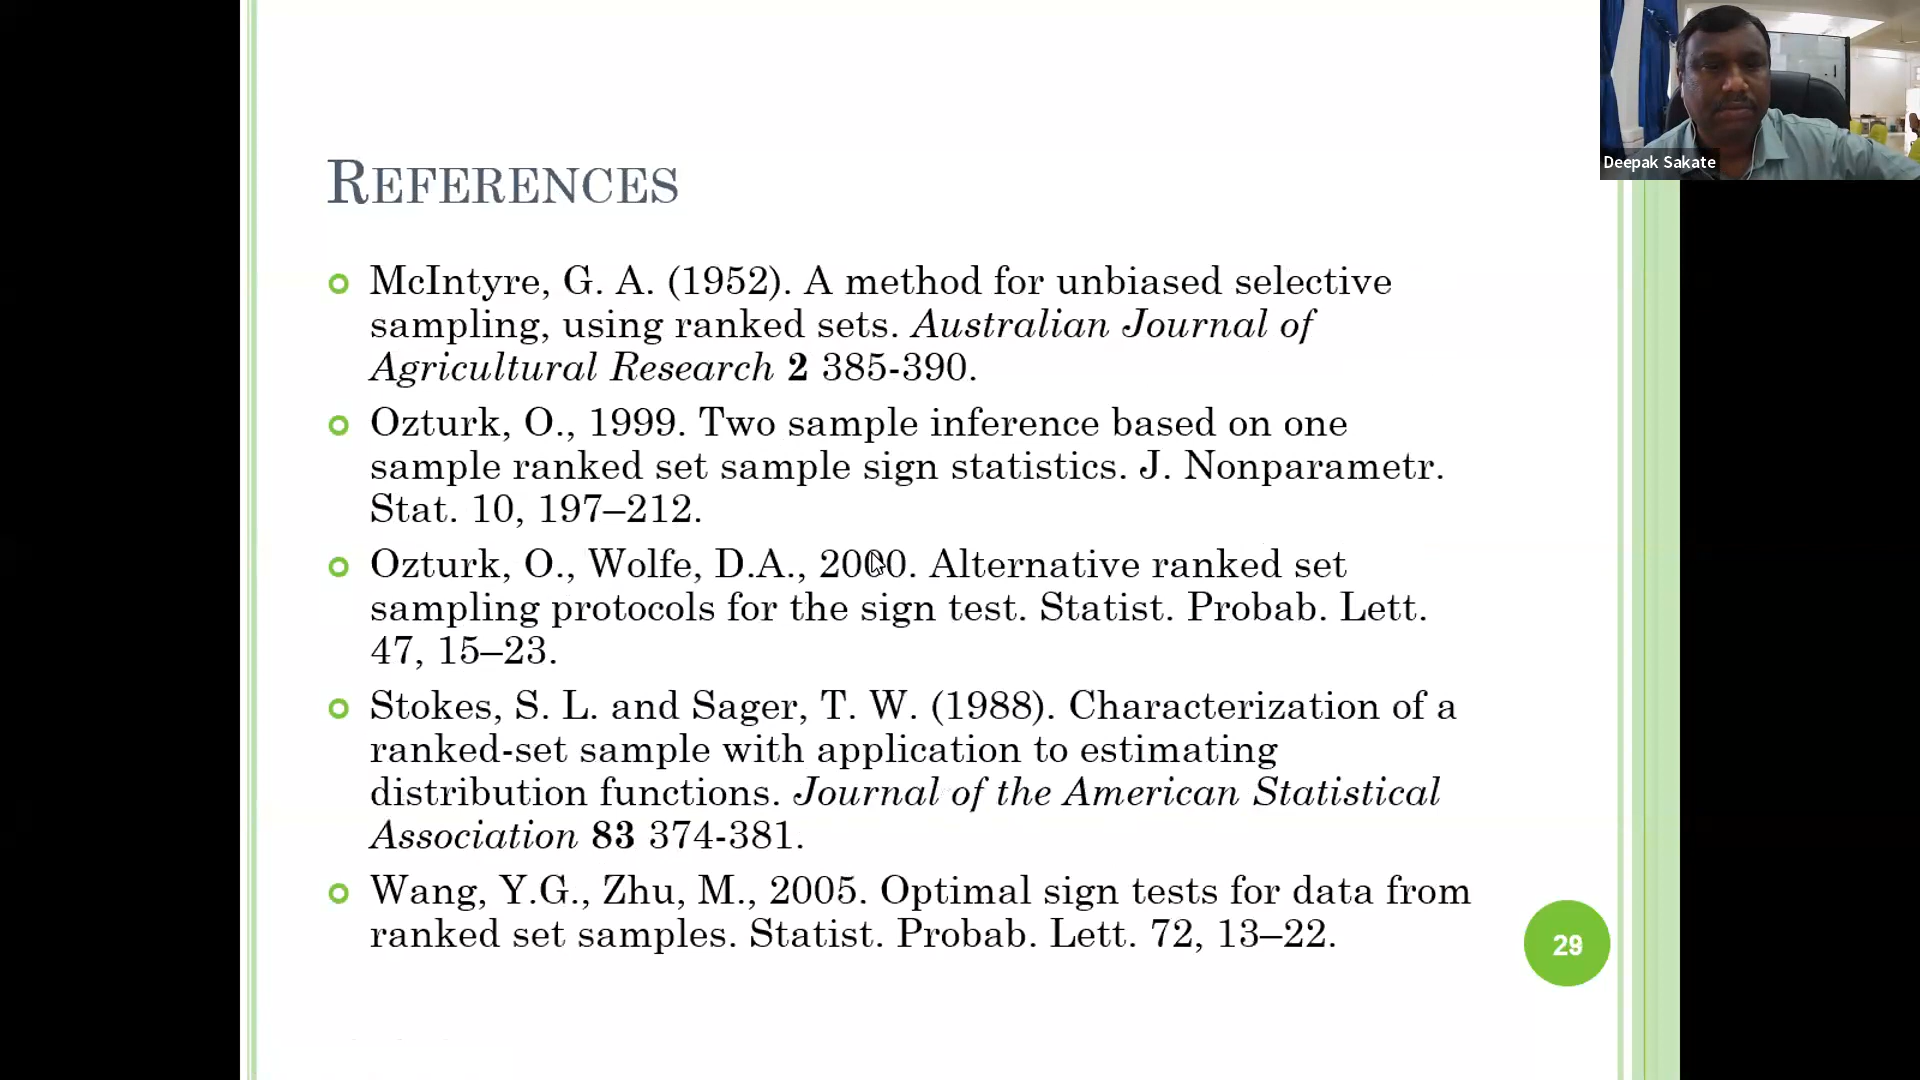 Deepak Sakate
REFERENCES
McIntyre, G. A. (1952). A method for unbiased selective
sampling, using ranked sets. Australian Journal of
Agricultural Research 2 385-390.
Ozturk, O., 1999. Two sample inference based on one
sample ranked set sample sign statistics. J. Nonparametr.
Stat. 10, 197–212.
Ozturk, O., Wolfe, D.A., 2000. Alternative ranked set
sampling protocols for the sign test. Statist. Probab. Lett.
47, 15–23.
Stokes, S. L. and Sager, T. W. (1988). Characterization of a
ranked-set sample with application to estimating
distribution functions. Journal of the American Statistical
Association 83 374-381.
Wang, Y.G., Zhu, M., 2005. Optimal sign tests for data from
ranked set samples. Statist. Probab. Lett. 72, 13–22.
29